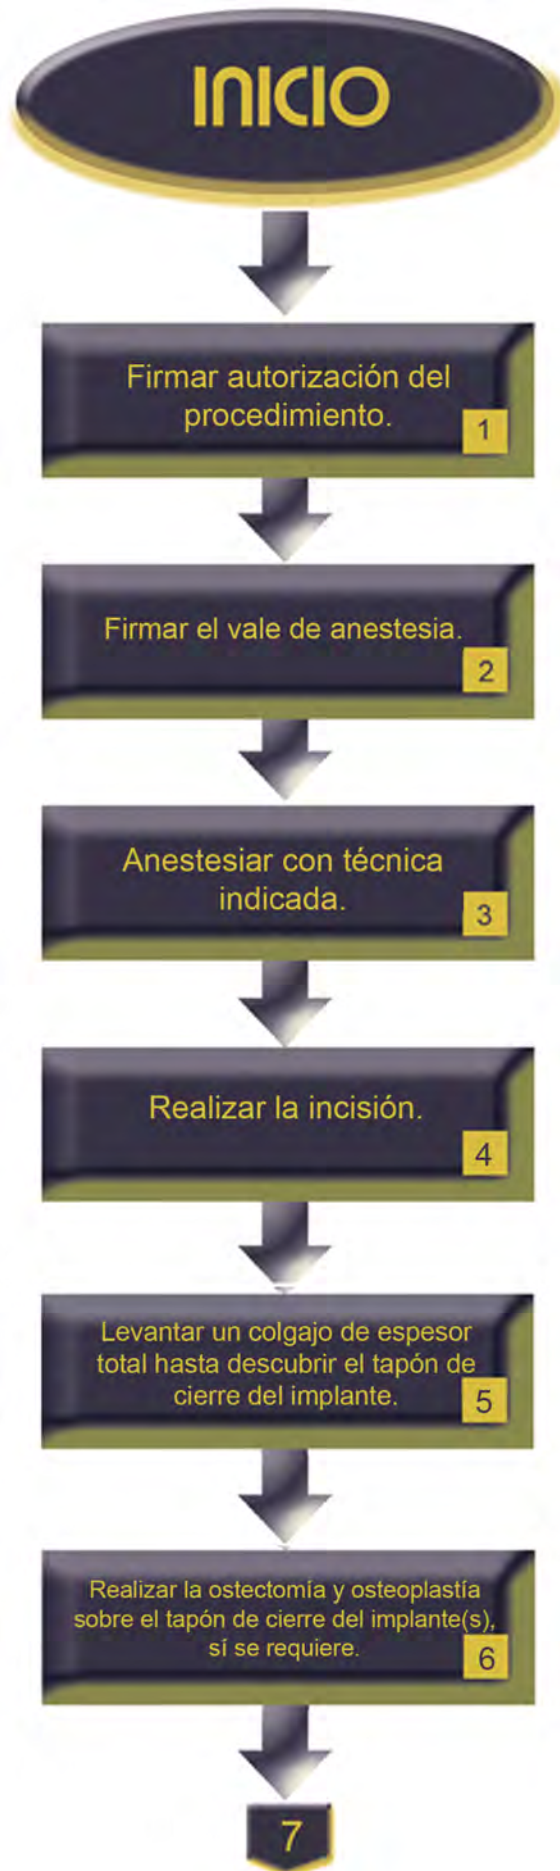 INICIO
Firmar autorización del
procedimiento.
1
Firmar el vale de anestesia.
2
Anestesiar con técnica
indicada.
3
Realizar la incisión.
4
Levantar un colgajo de espesor
total hasta descubrir el tapón de
cierre del implante.
5
Realizar la ostectomía y osteoplastía
sobre el tapón de cierre del implante(s),
sí se requiere.
6
7